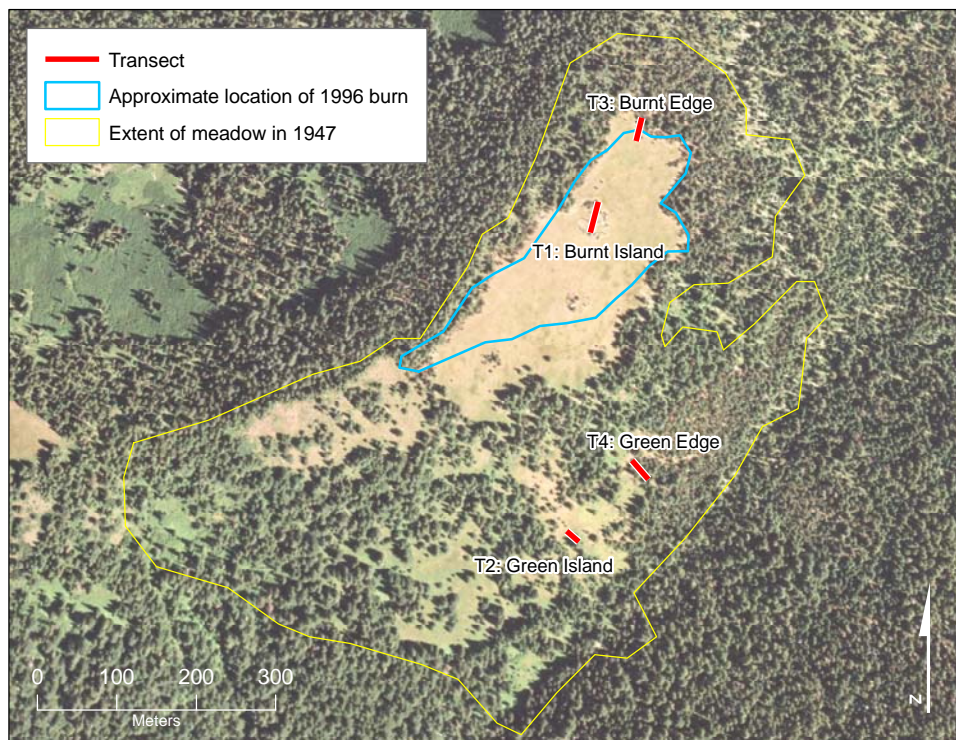 Transect
Approximate location of 1996 burn
Extent of meadow in 1947
T3: Burnt Edge
T1: Burnt Island
T4: Green Edge
T2: Green Island
0 100 200 300
Meters
N